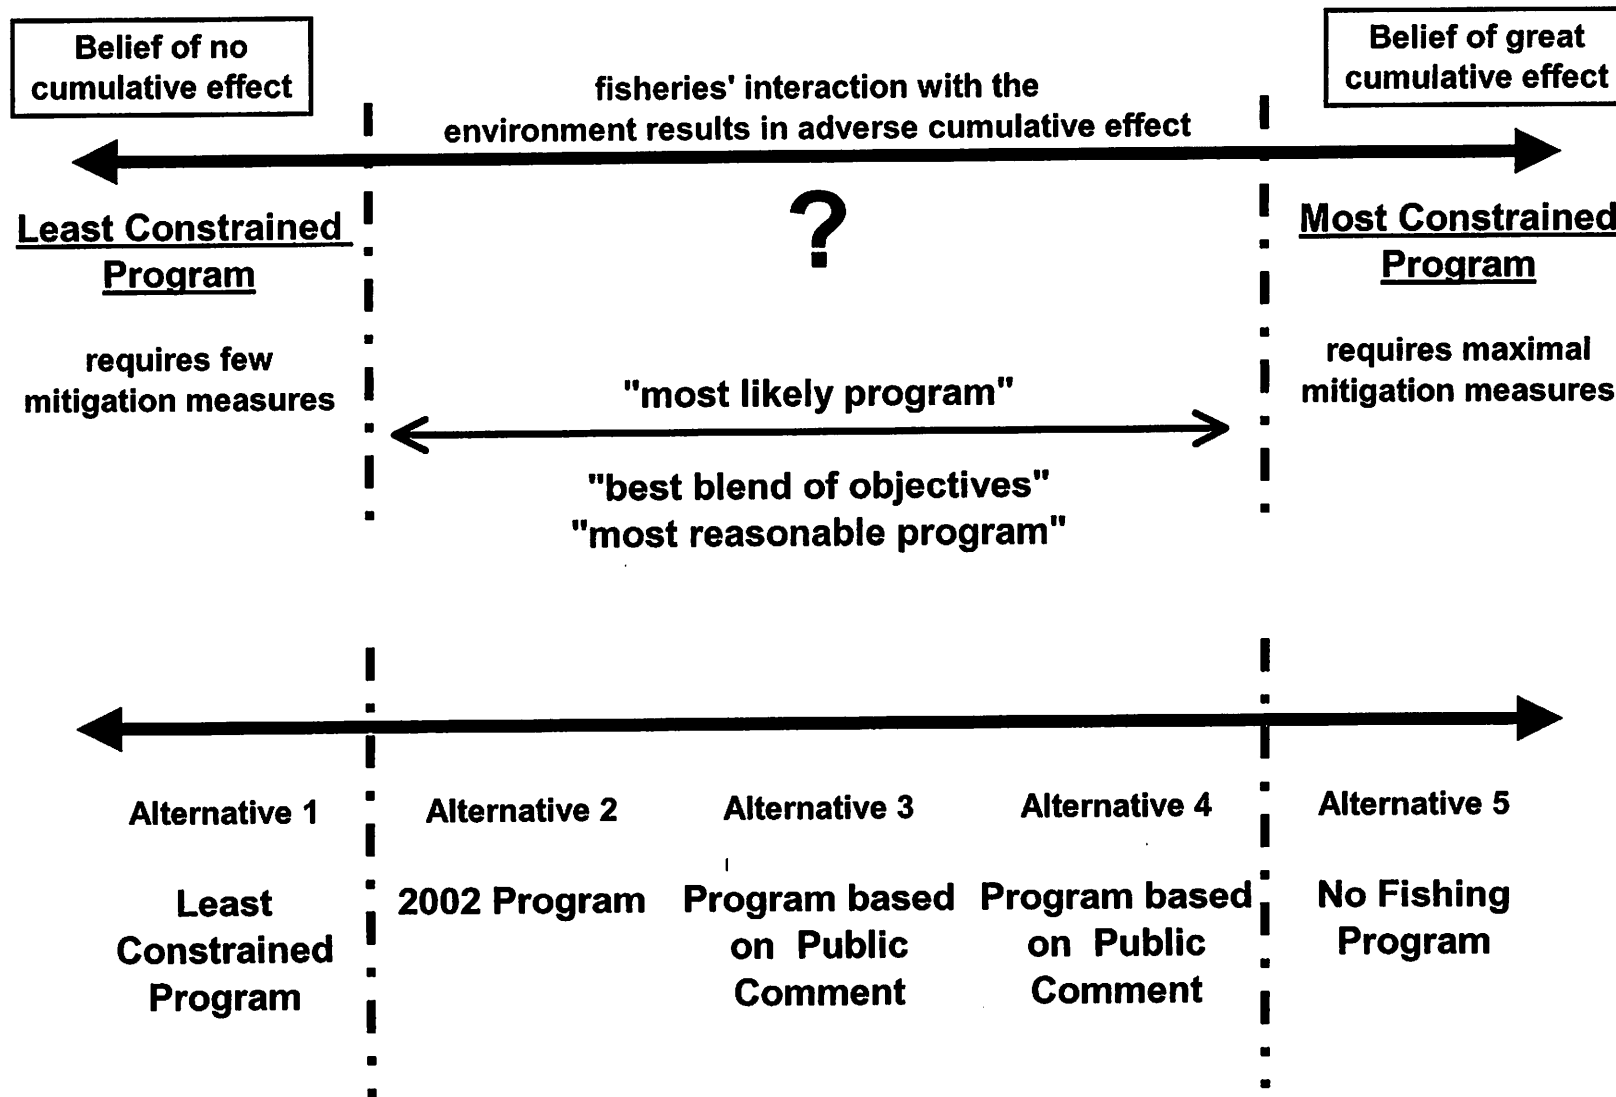 Belief of no
cumulative effect
fisheries' interaction with the
environment results in adverse cumulative effect
Belief of great
cumulative effect
Least Constrained
Program
?
Most Constrained
Program
requires few
mitigation measures
requires maximal
mitigation measures
"most likely program"
"best blend of objectives"
"most reasonable program"
Alternative 1
Alternative 2
Alternative 3
Alternative 4
Alternative 5
Least
Constrained
Program
2002 Program
Program based
on Public
Comment
Program based
on Public
Comment
No Fishing
Program